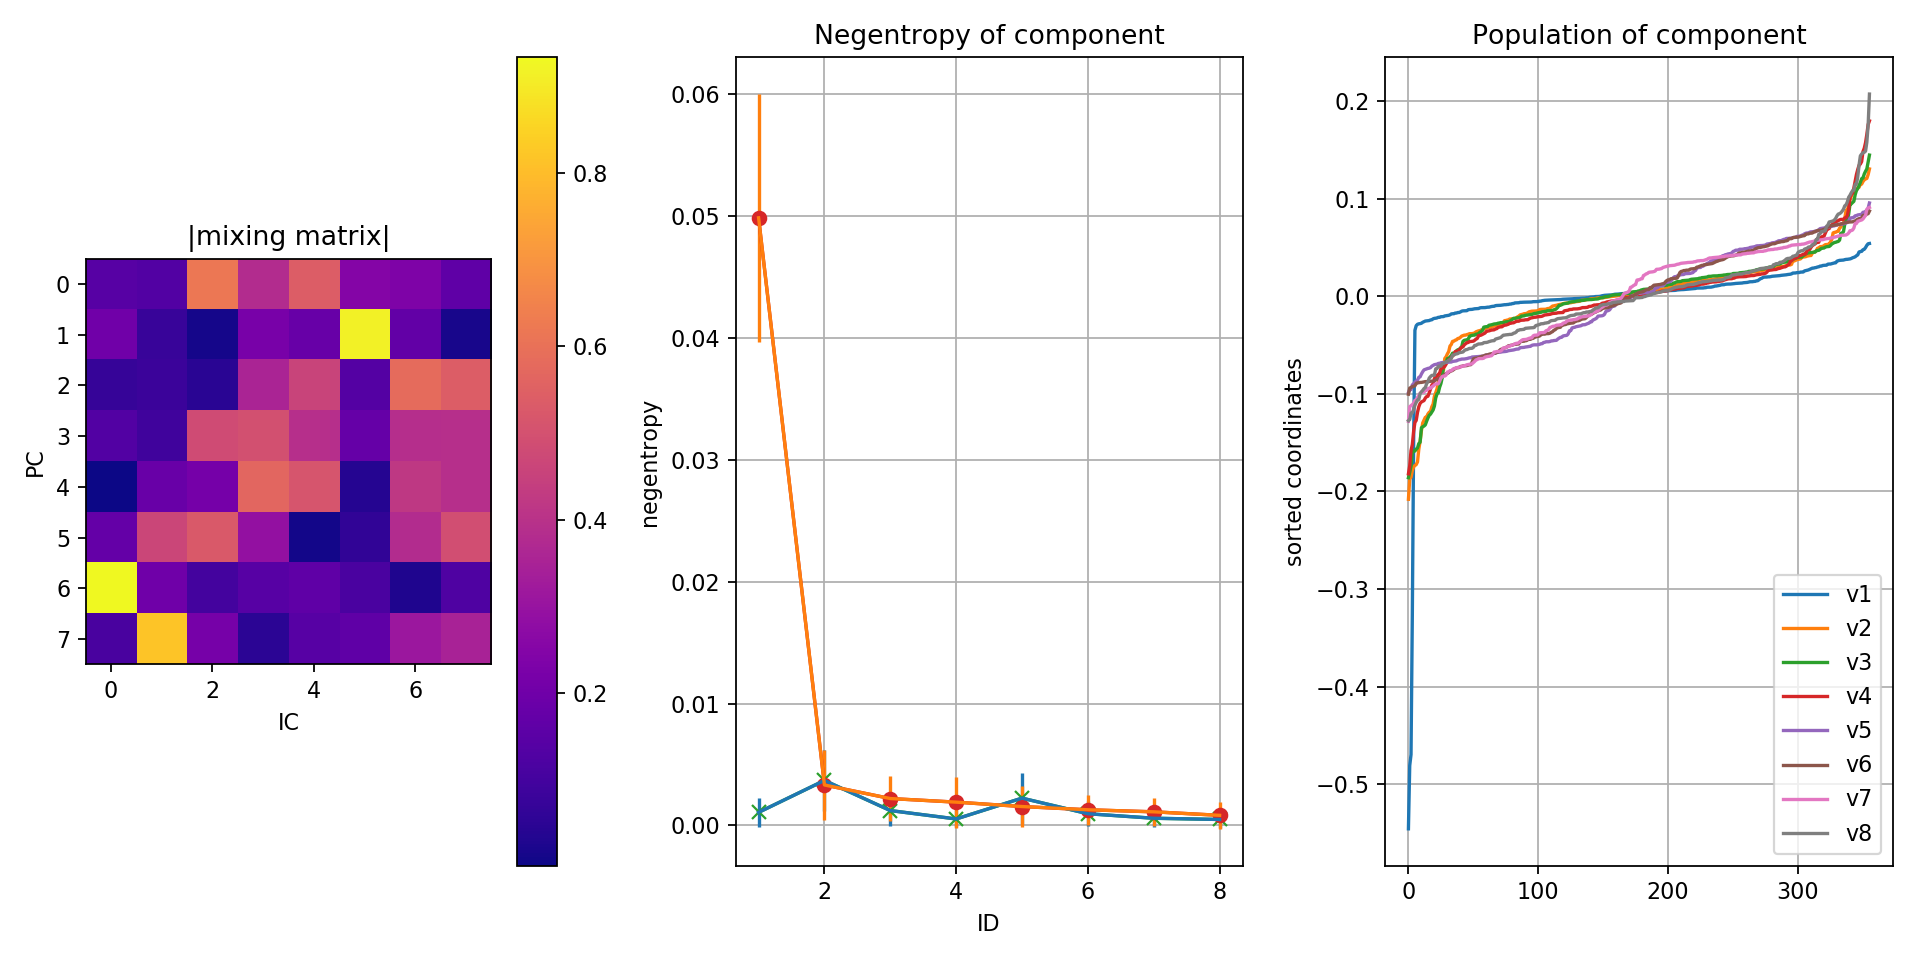 |mixing matrix|
0
1
2
3
4
5
6
7
PC
0
2
4
6
IC
0.8
0.6
0.4
0.2
Negentropy of component
0.06
0.05
0.04
0.03
0.02
0.01
0.00
negentropy
2
4
6
8
ID
Population of component
0.2
0.1
0.0
−0.1
−0.2
−0.3
−0.4
−0.5
sorted coordinates
0
100
200
300
v1
v2
v3
v4
v5
v6
v7
v8